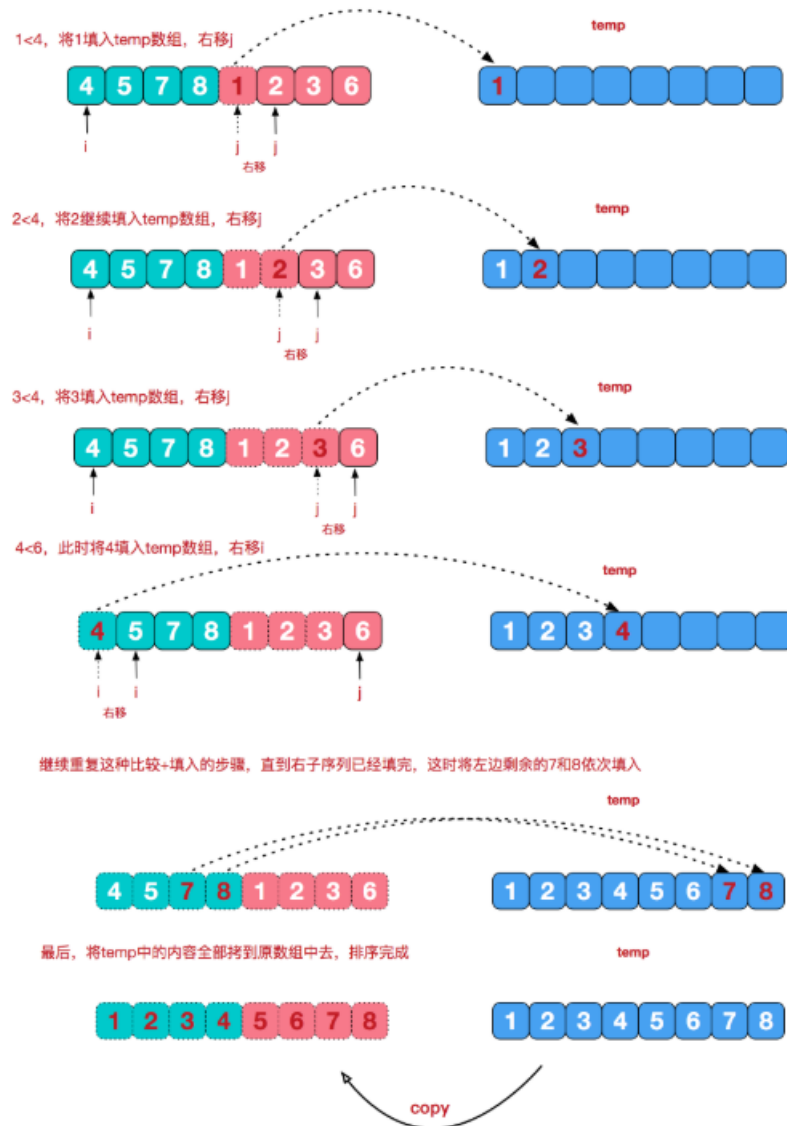 temp
1<4，将1填入temp数组，右移j
4 5 7 8 1 2 3 6
1
i
j
j
右移
temp
2<4，将2继续填入temp数组，右移j
4 5 7 8 1 2 3 6
1 2
i
j
j
右移
temp
3<4，将3填入temp数组，右移j
4 5 7 8 1 2 3 6
1 2 3
i
j
j
右移
4<6，此时将4填入temp数组，右移i
temp
4 5 7 8 1 2 3 6
1 2 3 4
i
i
j
右移
继续重复这种比较+填入的步骤，直到右子序列已经填完，这时将左边剩余的7和8依次填入
temp
4 5 7 8 1 2 3 6
1 2 3 4 5 6 7 8
最后，将temp中的内容全部拷到原数组中去，排序完成
temp
1 2 3 4 5 6 7 8
1 2 3 4 5 6 7 8
copy